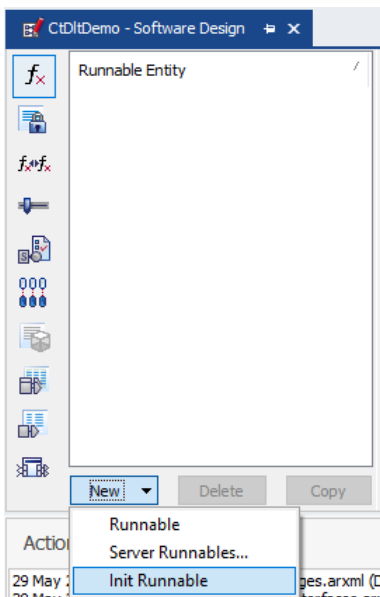 CtDltDemo - Software Design
Runnable Entity
New
Delete
Copy
Runnable
Server Runnables...
Init Runnable
Action
29 May
ges.arxml (D